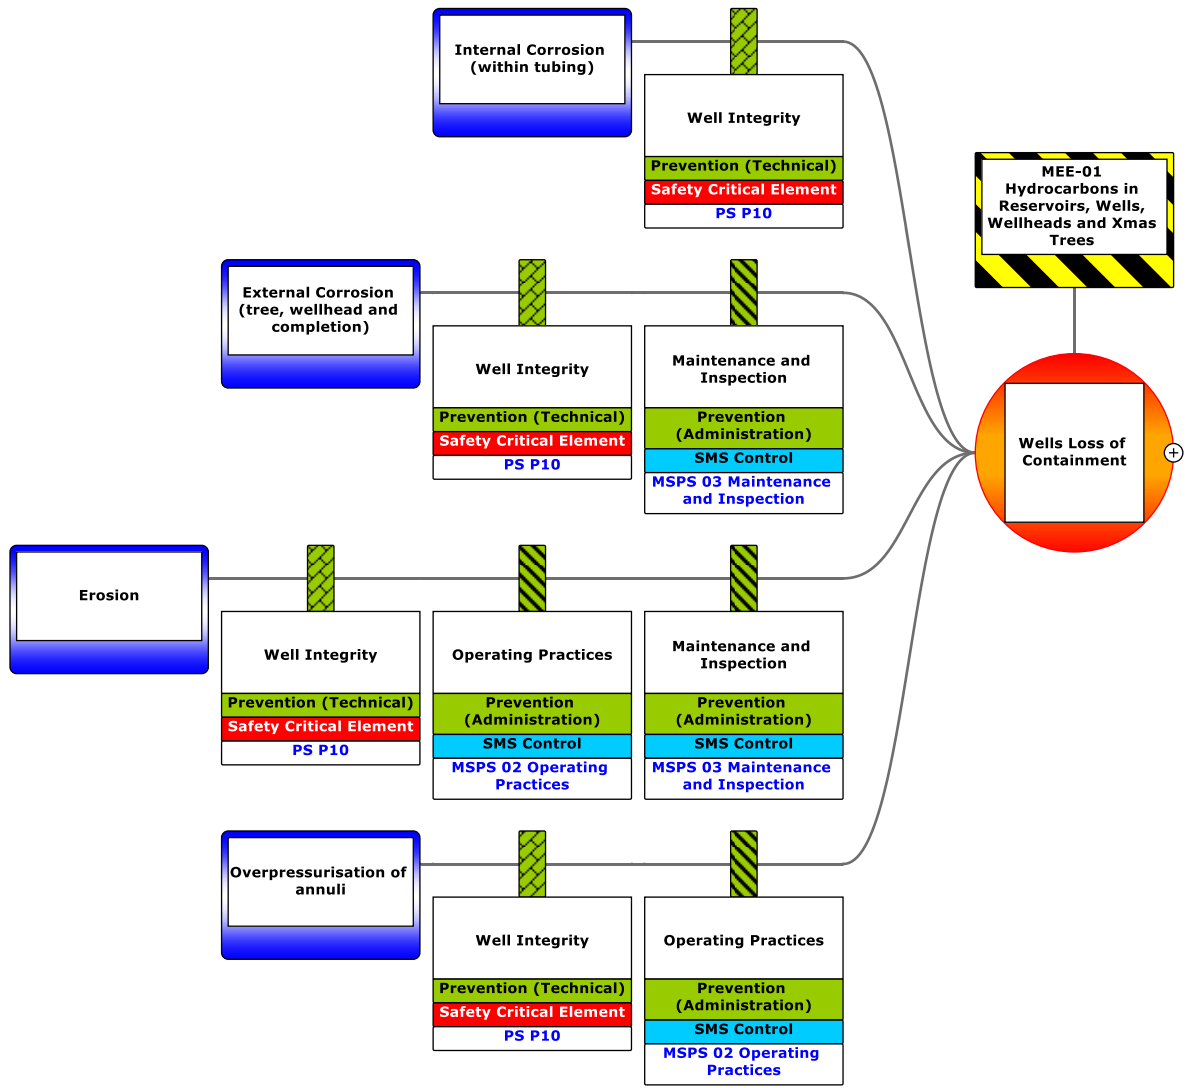 Internal Corrosion
(within tubing)
Well Integrity
Prevention (Technical)
Safety Critical Element
PS P10
MEE-01
Hydrocarbons in
Reservoirs, Wells,
Wellheads and Xmas
Trees
External Corrosion
(tree, wellhead and
completion)
Well Integrity
Prevention (Technical)
Safety Critical Element
PS P10
Maintenance and
Inspection
Prevention
(Administration)
SMS Control
MSPS 03 Maintenance
and Inspection
Wells Loss of
Containment
Erosion
Well Integrity
Prevention (Technical)
Safety Critical Element
PS P10
Operating Practices
Prevention
(Administration)
SMS Control
MSPS 02 Operating
Practices
Maintenance and
Inspection
Prevention
(Administration)
SMS Control
MSPS 03 Maintenance
and Inspection
Overpressurisation of
annuli
Well Integrity
Prevention (Technical)
Safety Critical Element
PS P10
Operating Practices
Prevention
(Administration)
SMS Control
MSPS 02 Operating
Practices